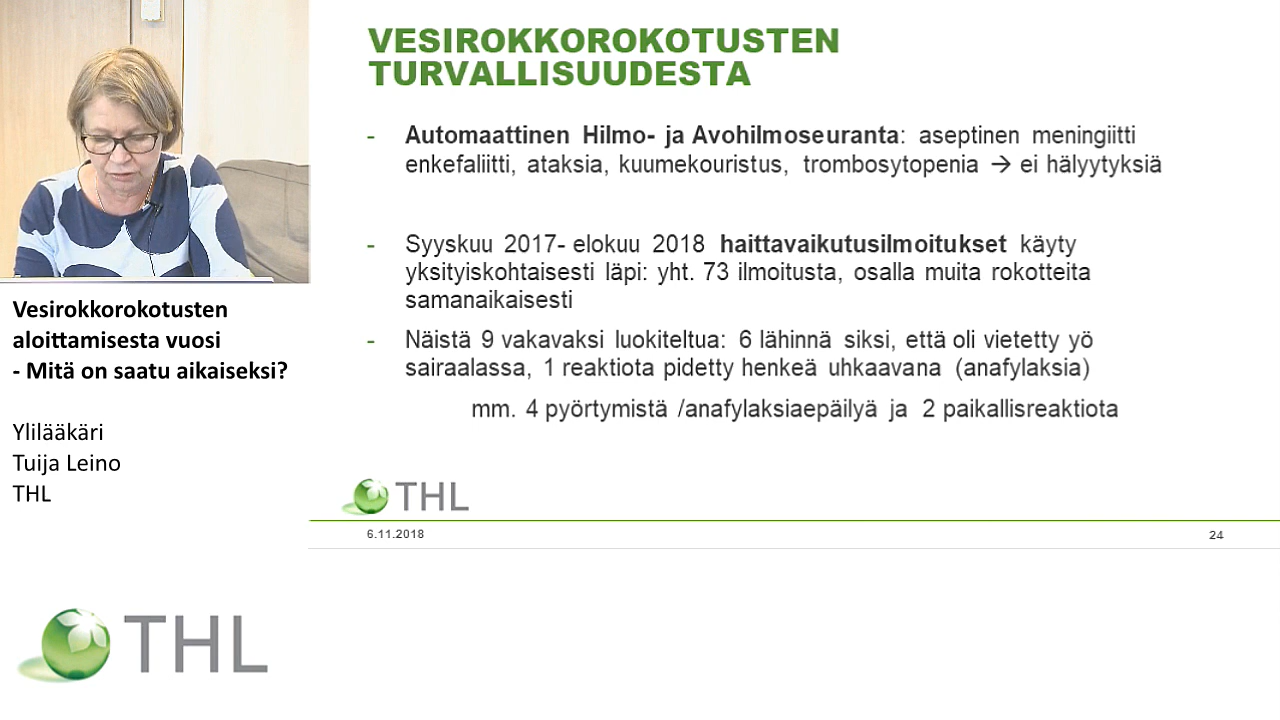 VESIROKKOROKOTUSTEN
TURVALLISUUDESTA
- Automaattinen Hilmo- ja Avohilmoseuranta: aseptinen meningiitti
enkefaliitti, ataksia, kuumekouristus, trombosytopenia → ei hälyytyksiä
- Syyskuu 2017- elokuu 2018 haittavaikutusilmoitukset käyty
yksityiskohtaisesti läpi: yht. 73 ilmoitusta, osalla muita rokotteita
samanaikaisesti
- Näistä 9 vakavaksi luokiteltua: 6 lähinnä siksi, että oli vietetty yö
sairaalassa, 1 reaktiota pidetty henkeä uhkaavana (anafylaksia)
mm. 4 pyörtymistä /anafylaksiaepäilyä ja 2 paikallisreaktiota
THL
6.11.2018
24
Vesirokkorokotusten
aloittamisesta vuosi
- Mitä on saatu aikaiseksi?
Ylilääkäri
Tuija Leino
THL
THL